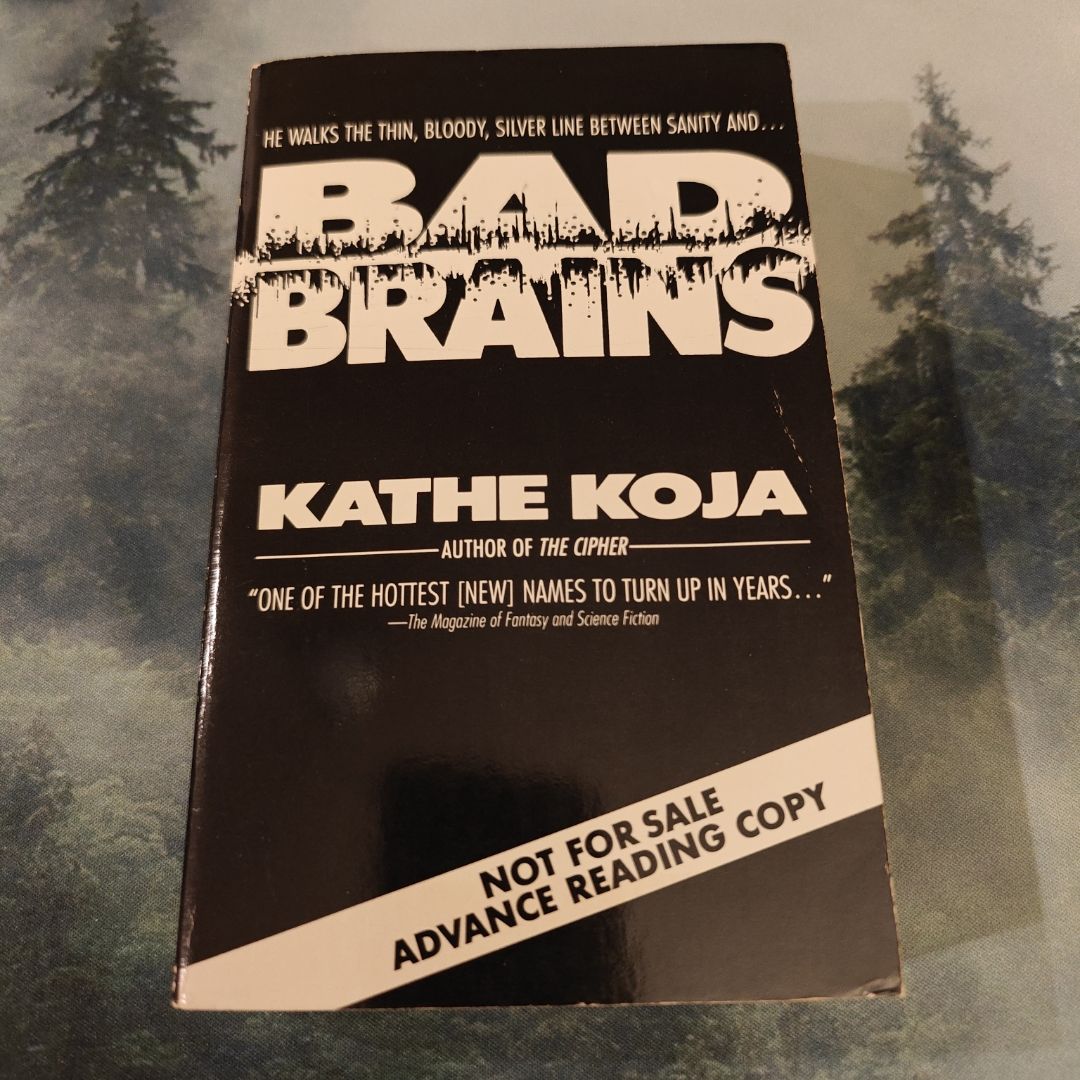 HE WALKS THE THIN, BLOODY, SILVER LINE BETWEEN SANITY AND...
BAD
BRAINS
KATHE KOJA
AUTHOR OF THE CIPHER
"ONE OF THE HOTTEST [NEW] NAMES TO TURN UP IN YEARS..."
—The Magazine of Fantasy and Science Fiction
NOT FOR SALE
ADVANCE READING COPY